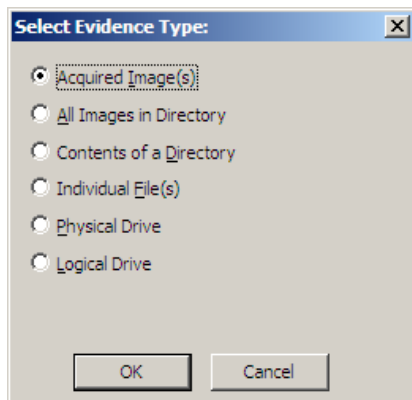 Select Evidence Type:
Acquired Image(s)
All Images in Directory
Contents of a Directory
Individual File(s)
Physical Drive
Logical Drive
OK Cancel